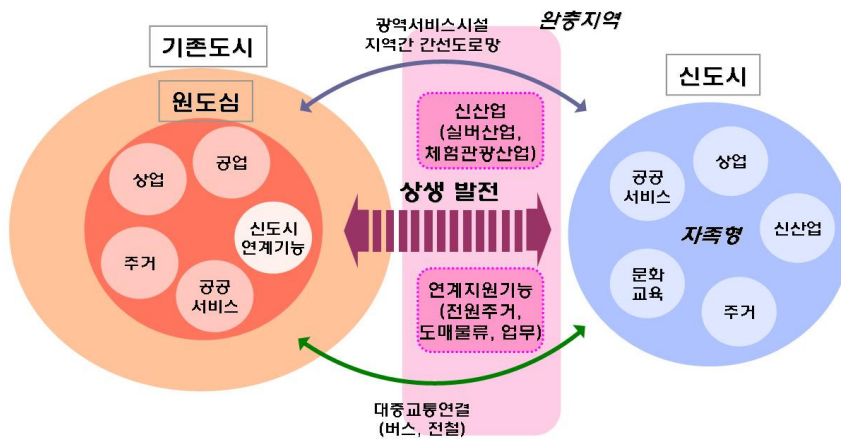 광역서비스시설
지역간 간선도로망
완충지역
기존도시
원도심
신도시
상업
공업
신도시
연계기능
주거
공공
서비스
신산업
(실버산업,
체험관광산업)
상생 발전
연계지원기능
(전원주거,
도매물류, 업무)
공공
서비스
상업
신산업
자족형
문화
교육
주거
대중교통연결
(버스, 전철)